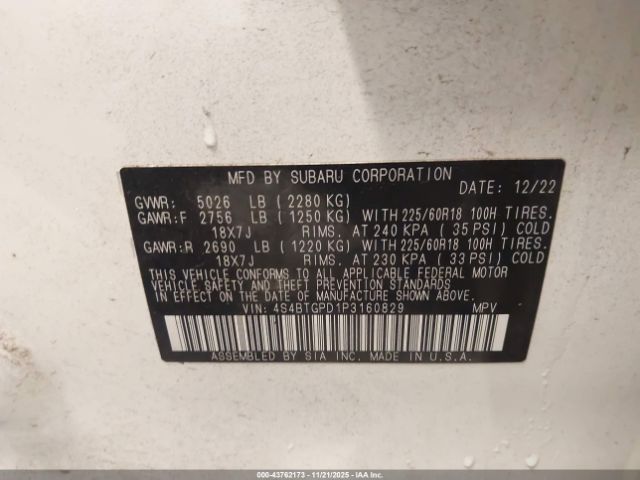 MFD BY SUBARU CORPORATION
DATE: 12/22
GVWR: 5026 LB ( 2280 KG)
GAWR:F 2756 LB ( 1250 KG) WITH 225/60R18 100H TIRES.
18X7J RIMS, AT 240 KPA ( 35 PSI) COLD
GAWR:R 2690 LB ( 1220 KG) WITH 225/60R18 100H TIRES.
18X7J RIMS, AT 230 KPA ( 33 PSI) COLD
THIS VEHICLE CONFORMS TO ALL APPLICABLE FEDERAL MOTOR
VEHICLE SAFETY AND THEFT PREVENTION STANDARDS IN
EFFECT ON THE DATE OF MANUFACTURE SHOWN ABOVE.
VIN: 4S4BTGPD1P3160829 MPV
ASSEMBLED BY SIA INC. MADE IN U.S.A.
000-43762173 - 11/21/2025 - IAAI.COM